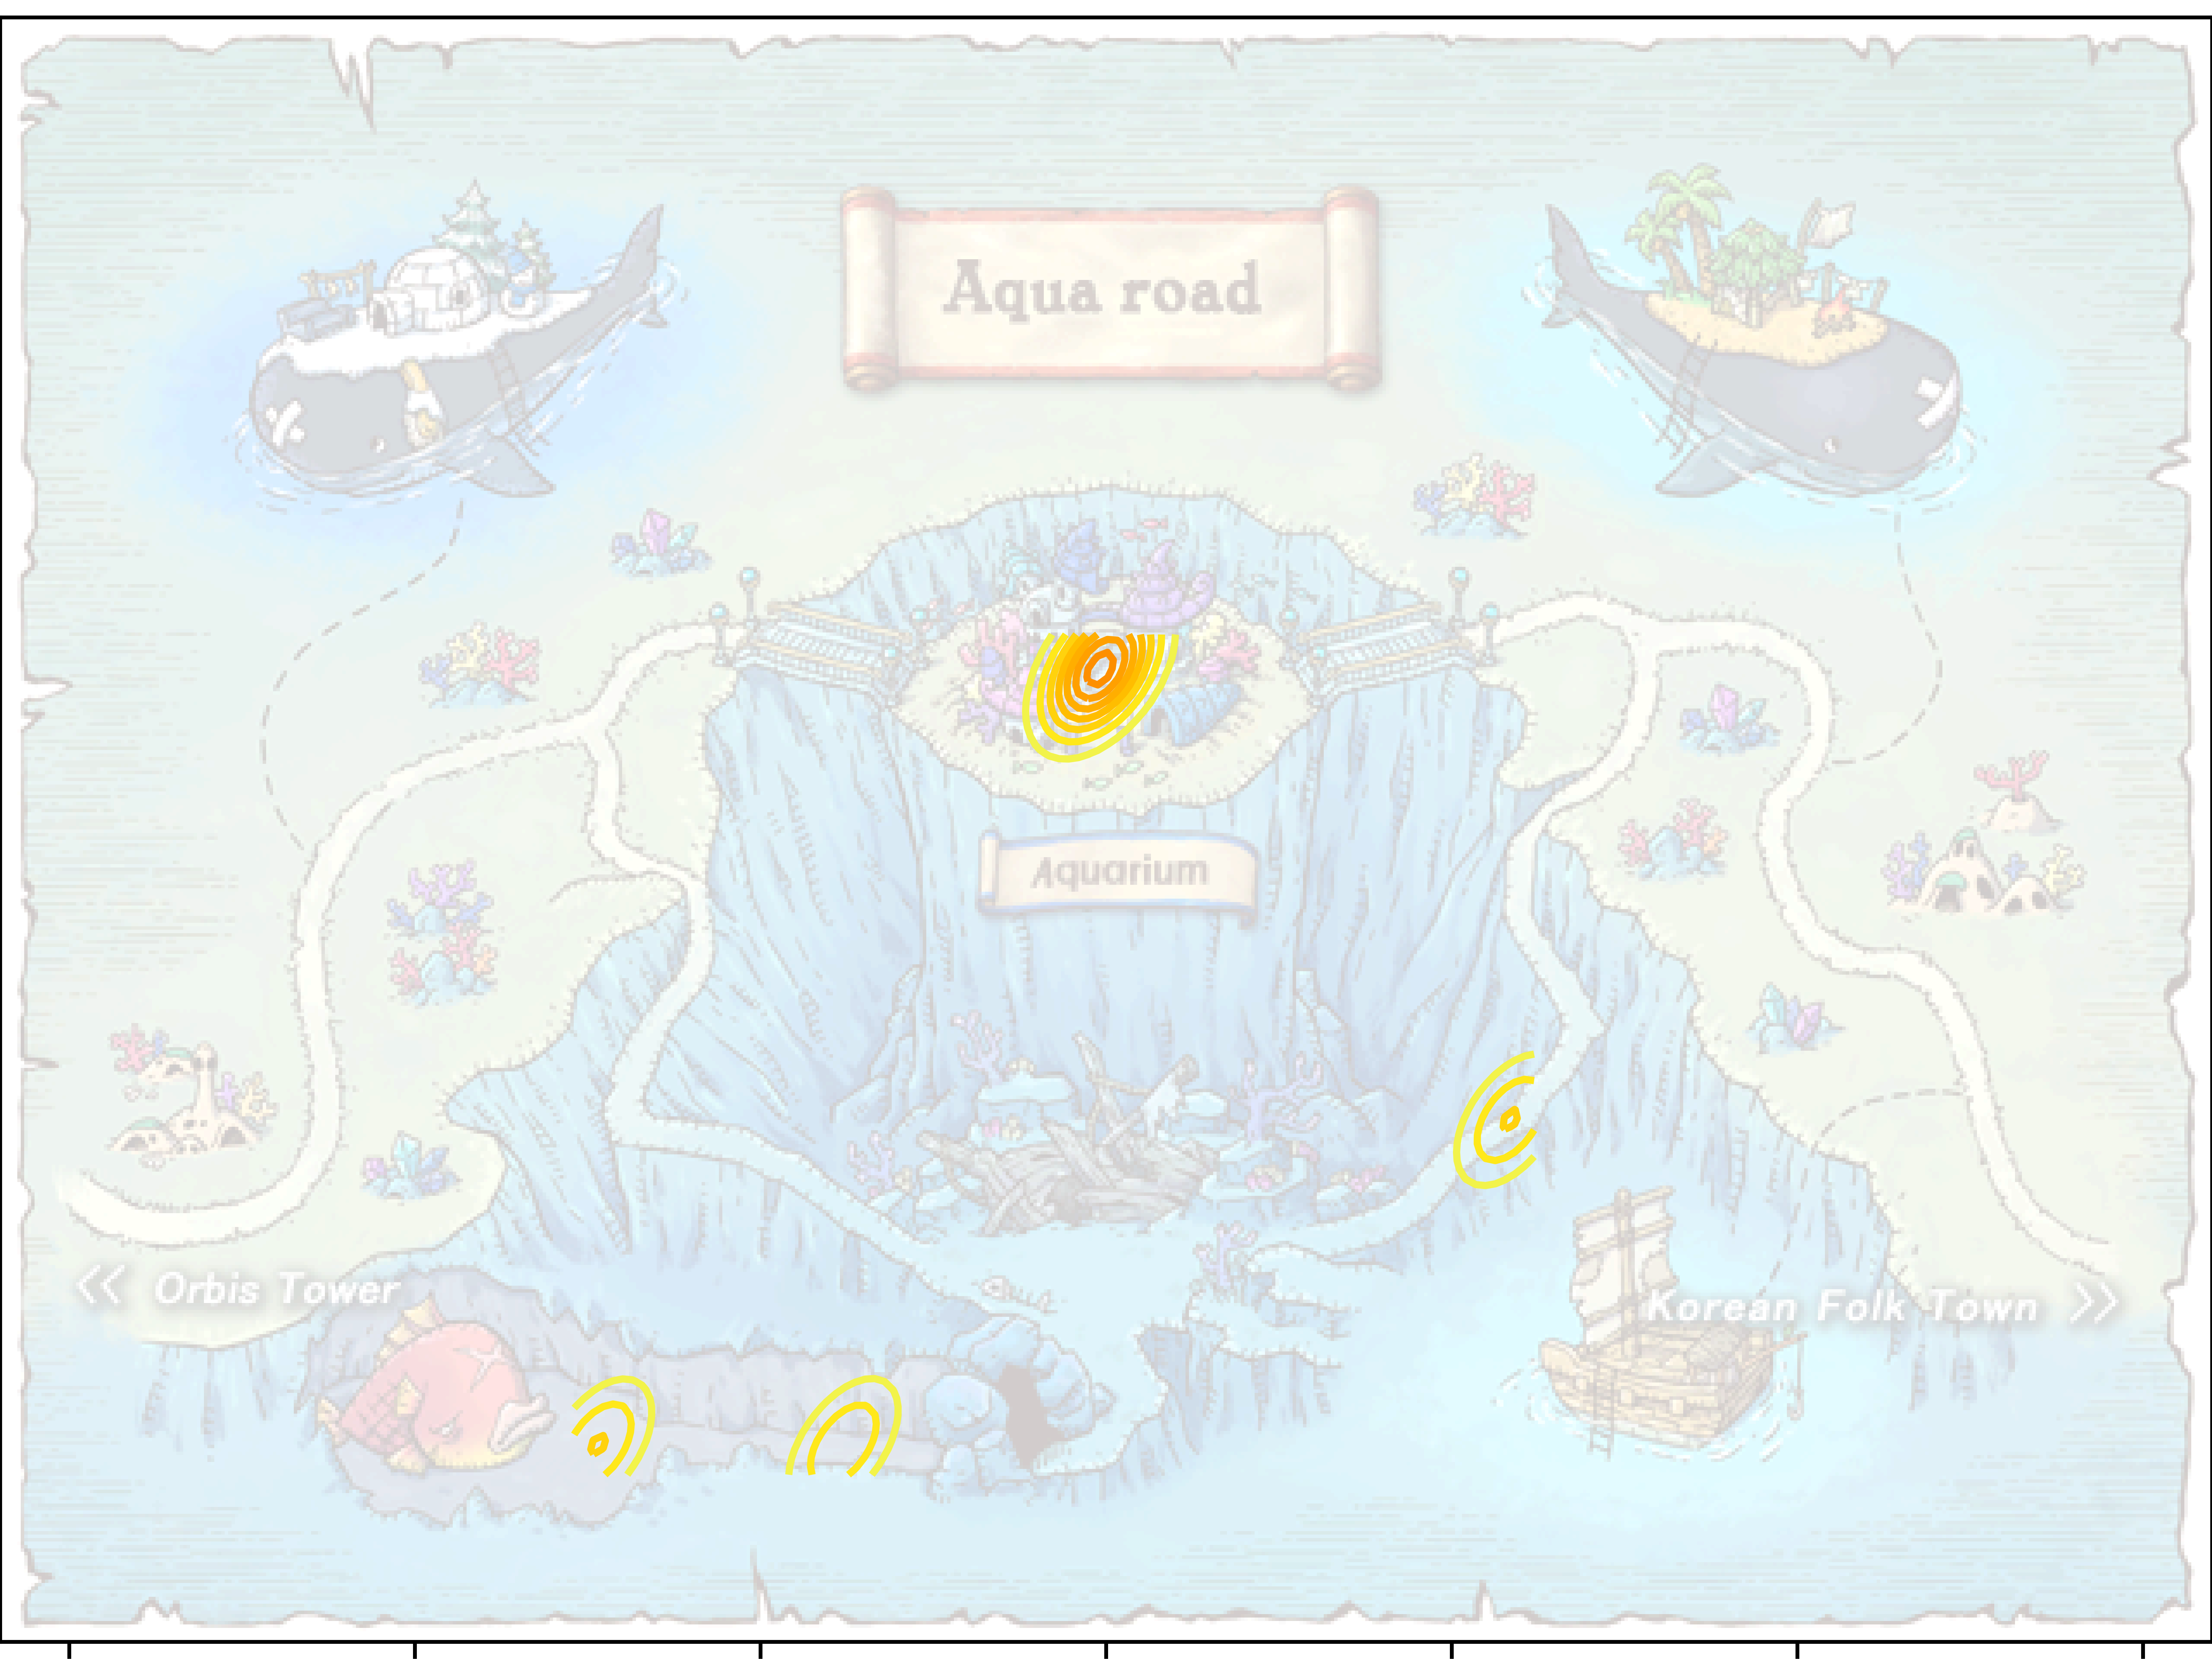 Aqua road
Aquarium
<< Orbis Tower
Korean Folk Town >>